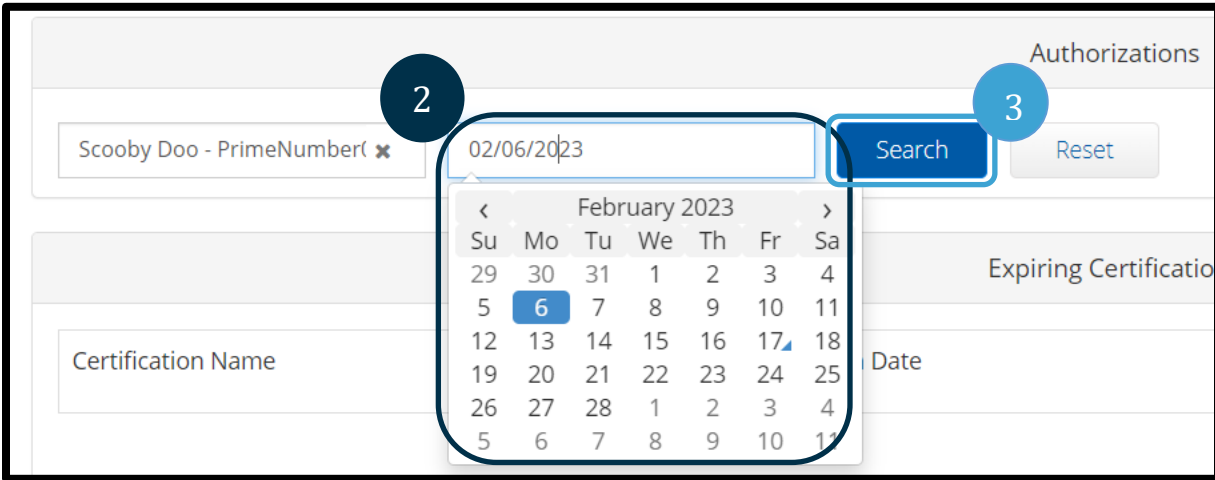 Authorizations
2
3
Scooby Doo - PrimeNumber( ✖ 02/06/2023 Search Reset
‹ February 2023 ›
Su Mo Tu We Th Fr Sa
29 30 31 1 2 3 4
Expiring Certificatio
5 6 7 8 9 10 11
12 13 14 15 16 17 18
Certification Name Date
19 20 21 22 23 24 25
26 27 28 1 2 3 4
5 6 7 8 9 10 11